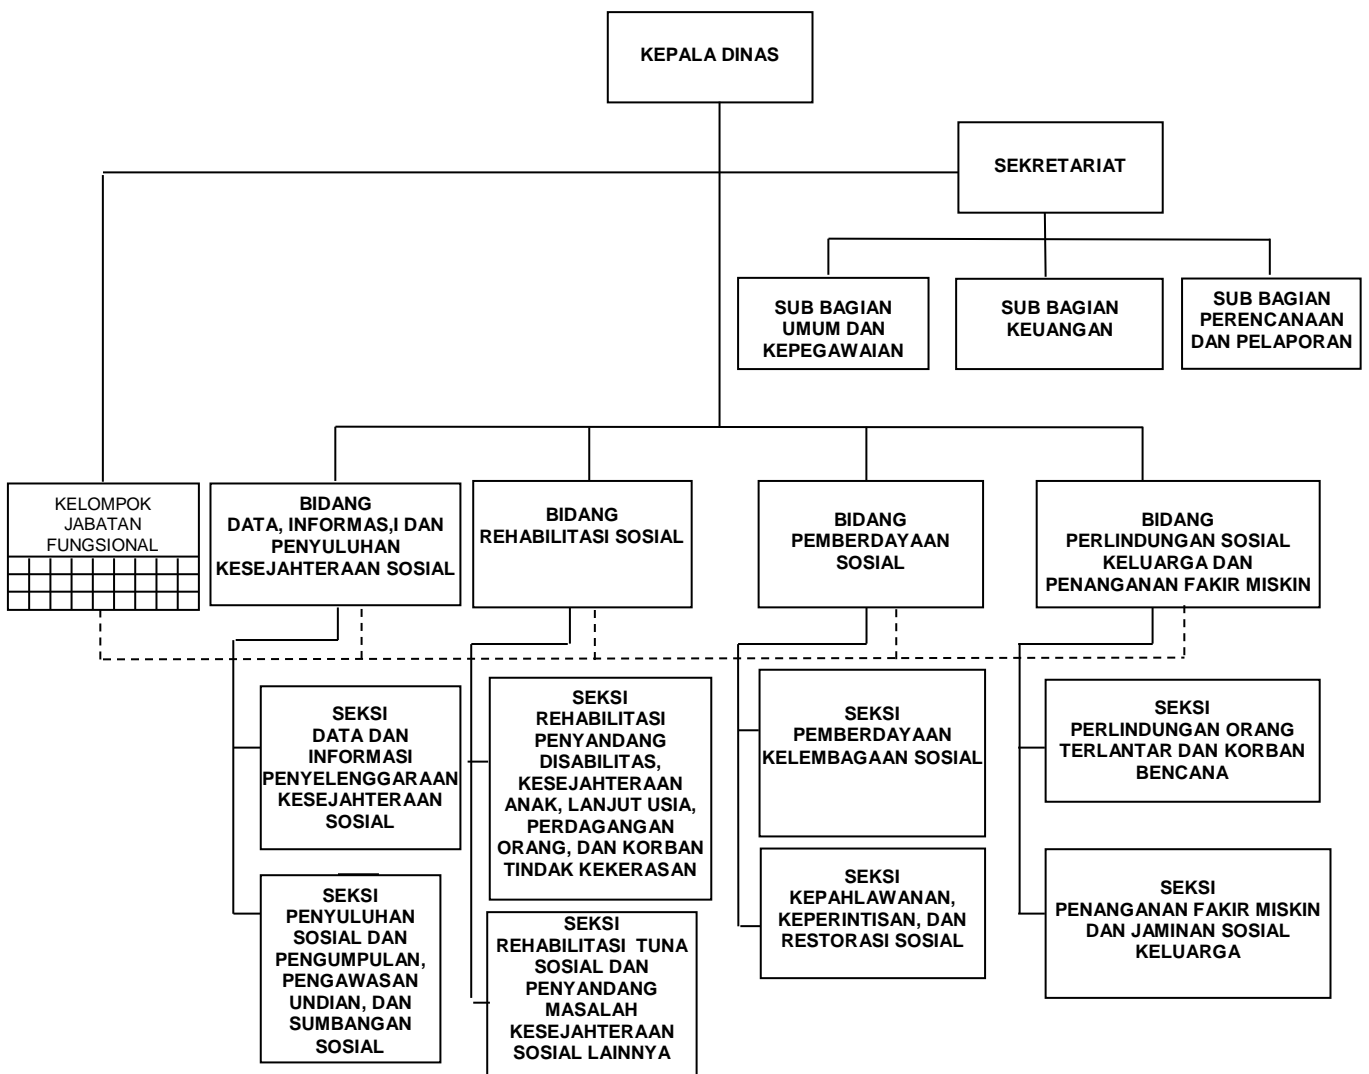 KEPALA DINAS
SEKRETARIAT
SUB BAGIAN
UMUM DAN
KEPEGAWAIAN
SUB BAGIAN
KEUANGAN
SUB BAGIAN
PERENCANAAN
DAN PELAPORAN
KELOMPOK
JABATAN
FUNGSIONAL
BIDANG
DATA, INFORMAS,I DAN
PENYULUHAN
KESEJAHTERAAN SOSIAL
BIDANG
REHABILITASI SOSIAL
BIDANG
PEMBERDAYAAN
SOSIAL
BIDANG
PERLINDUNGAN SOSIAL
KELUARGA DAN
PENANGANAN FAKIR MISKIN
SEKSI
DATA DAN
INFORMASI
PENYELENGGARAAN
KESEJAHTERAAN
SOSIAL
SEKSI
REHABILITASI
PENYANDANG
DISABILITAS,
KESEJAHTERAAN
ANAK, LANJUT USIA,
PERDAGANGAN
ORANG, DAN KORBAN
TINDAK KEKERASAN
SEKSI
PEMBERDAYAAN
KELEMBAGAAN SOSIAL
SEKSI
PERLINDUNGAN ORANG
TERLANTAR DAN KORBAN
BENCANA
SEKSI
PENYULUHAN
SOSIAL DAN
PENGUMPULAN,
PENGAWASAN
UNDIAN, DAN
SUMBANGAN
SOSIAL
SEKSI
REHABILITASI  TUNA
SOSIAL DAN
PENYANDANG
MASALAH
KESEJAHTERAAN
SOSIAL LAINNYA
SEKSI
KEPAHLAWANAN,
KEPERINTISAN, DAN
RESTORASI SOSIAL
SEKSI
PENANGANAN FAKIR MISKIN
DAN JAMINAN SOSIAL
KELUARGA